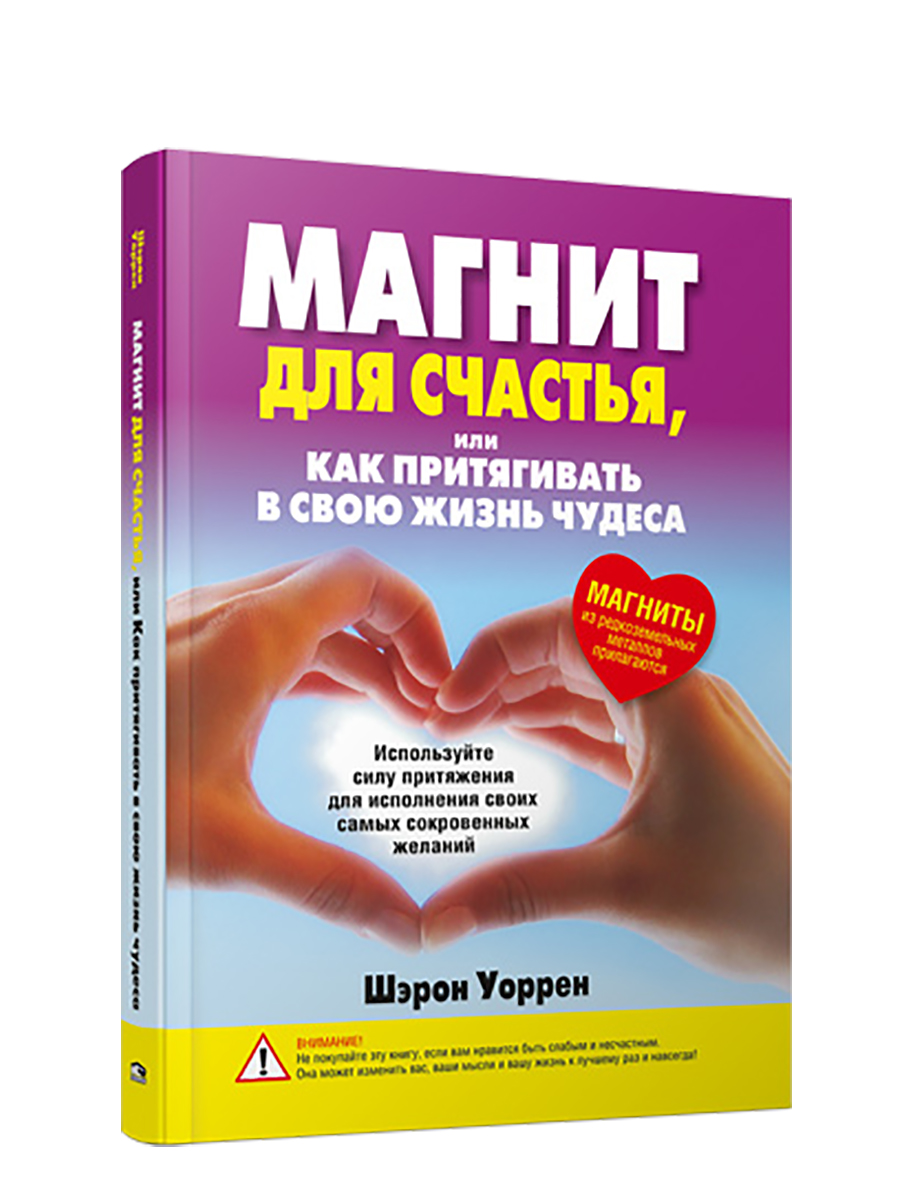 МАГНИТ
ДЛЯ СЧАСТЬЯ,
ИЛИ
КАК ПРИТЯГИВАТЬ
В СВОЮ ЖИЗНЬ ЧУДЕСА
МАГНИТЫ
из редкоземельных
металлов
прилагаются
Используйте
силу притяжения
для исполнения своих
самых сокровенных
желаний
Шэрон Уоррен
ВНИМАНИЕ!
Не покупайте эту книгу, если вам нравится быть слабым и несчастным.
Она может изменить вас, ваши мысли и вашу жизнь к лучшему раз и навсегда!
Шэрон
Уоррен
МАГНИТ ДЛЯ СЧАСТЬЯ, или Как притягивать в свою жизнь чудеса